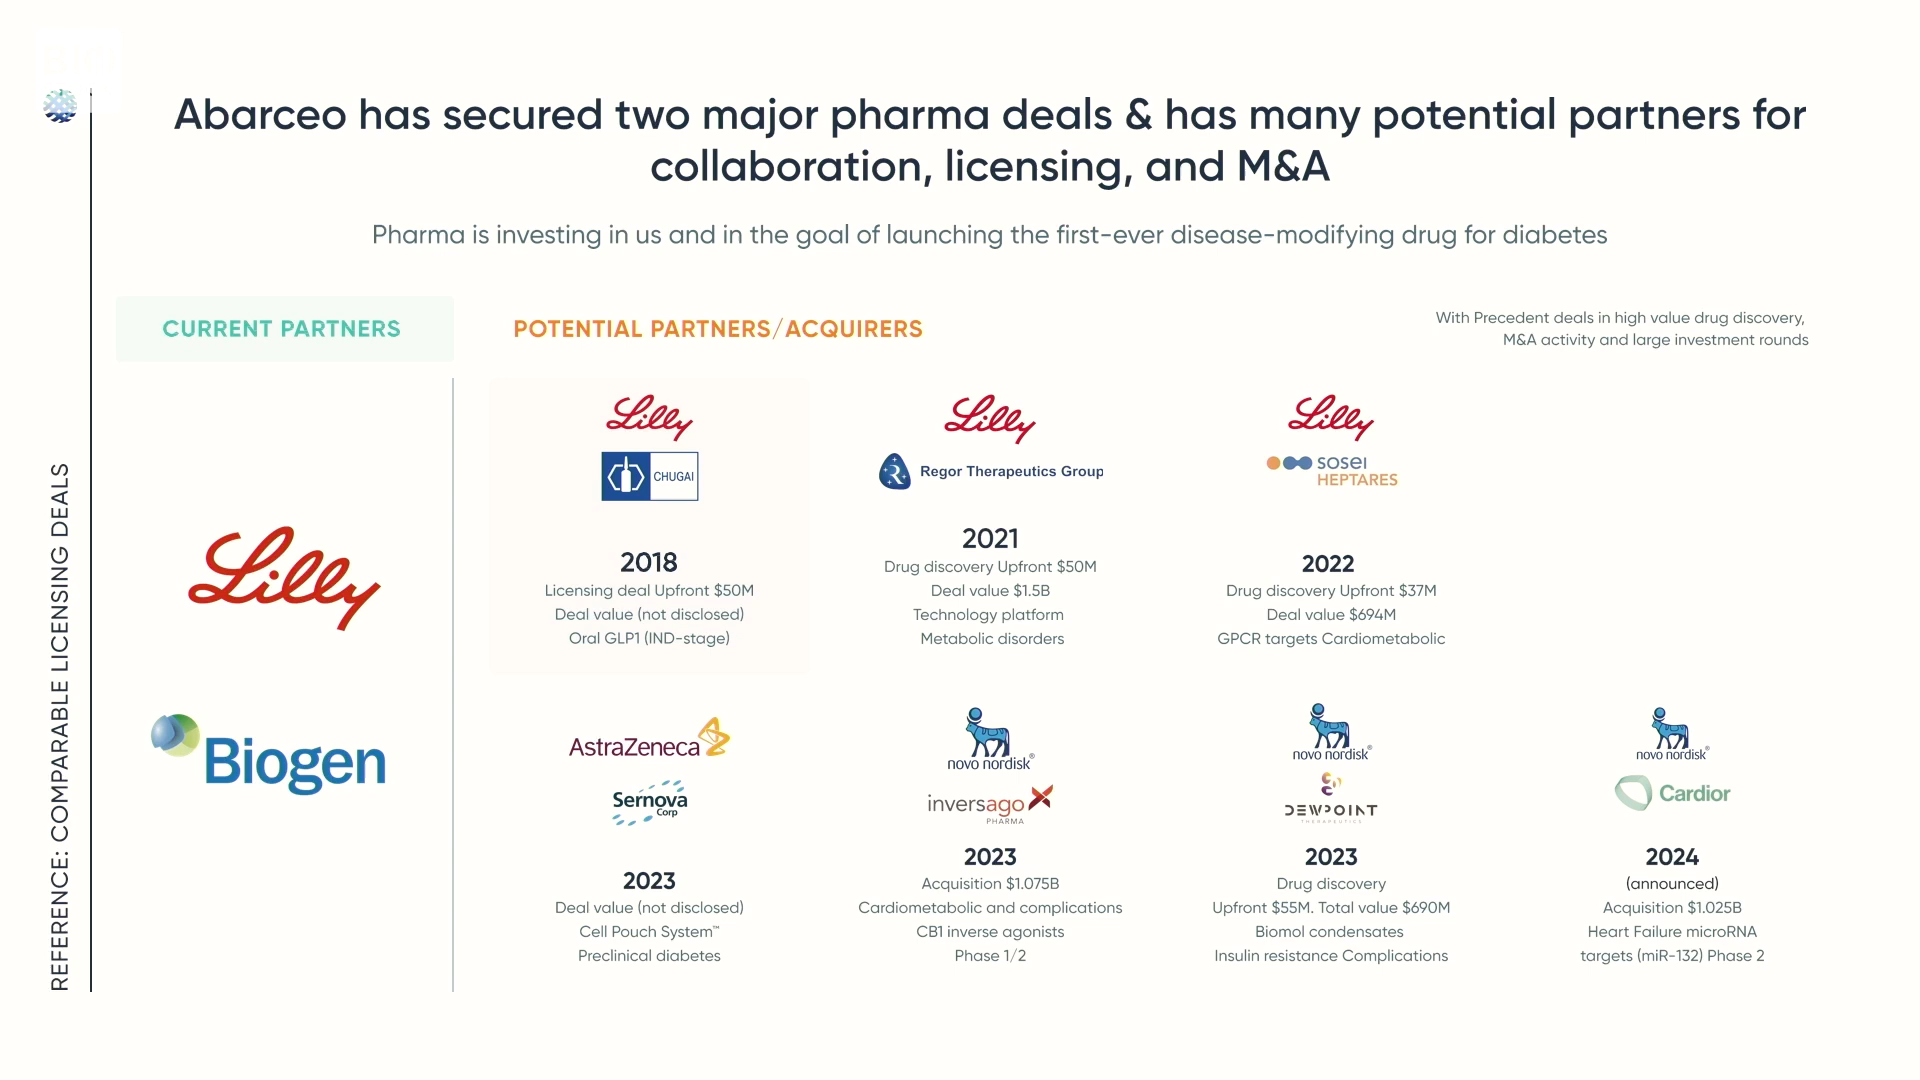 Abarceo has secured two major pharma deals & has many potential partners for
collaboration, licensing, and M&A
Pharma is investing in us and in the goal of launching the first-ever disease-modifying drug for diabetes
REFERENCE: COMPARABLE LICENSING DEALS
CURRENT PARTNERS
Lilly
Biogen
POTENTIAL PARTNERS/ACQUIRERS
With Precedent deals in high value drug discovery,
M&A activity and large investment rounds
Lilly
CHUGAI
2018
Licensing deal Upfront $50M
Deal value (not disclosed)
Oral GLP1 (IND-stage)
Lilly
R
Regor Therapeutics Group
2021
Drug discovery Upfront $50M
Deal value $1.5B
Technology platform
Metabolic disorders
Lilly
sosei
HEPTARES
2022
Drug discovery Upfront $37M
Deal value $694M
GPCR targets Cardiometabolic
AstraZeneca
Sernova
Corp
2023
Deal value (not disclosed)
Cell Pouch System™
Preclinical diabetes
novo nordisk®
inversago
PHARMA
2023
Acquisition $1.075B
Cardiometabolic and complications
CB1 inverse agonists
Phase 1/2
novo nordisk®
DEWPOINT
THERAPEUTICS
2023
Drug discovery
Upfront $55M. Total value $690M
Biomol condensates
Insulin resistance Complications
novo nordisk®
Cardior
2024
(announced)
Acquisition $1.025B
Heart Failure microRNA
targets (miR-132) Phase 2